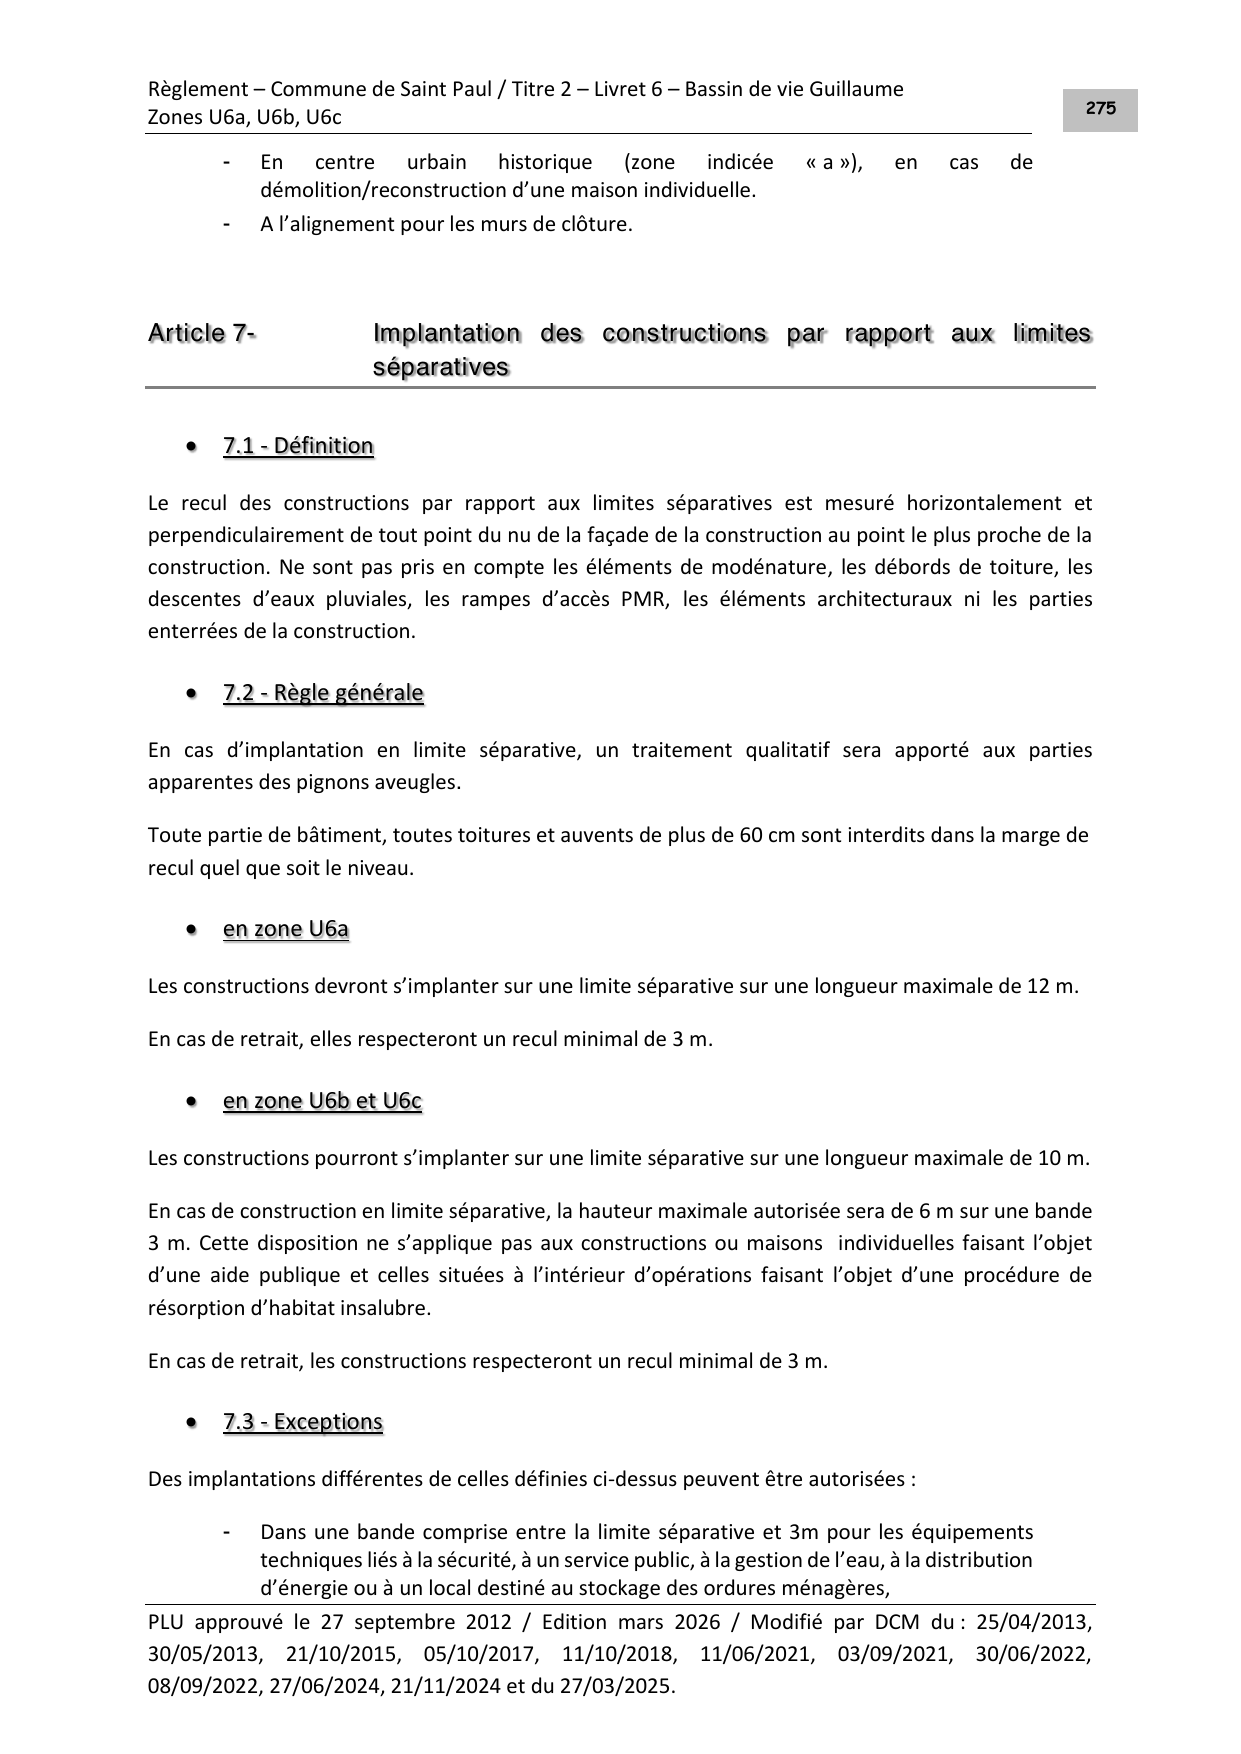 Règlement – Commune de Saint Paul / Titre 2 – Livret 6 – Bassin de vie Guillaume
Zones U6a, U6b, U6c
275
- En centre urbain historique (zone indicée « a »), en cas de
démolition/reconstruction d’une maison individuelle.
- A l’alignement pour les murs de clôture.
Article 7- Implantation des constructions par rapport aux limites
séparatives
• 7.1 - Définition
Le recul des constructions par rapport aux limites séparatives est mesuré horizontalement et
perpendiculairement de tout point du nu de la façade de la construction au point le plus proche de la
construction. Ne sont pas pris en compte les éléments de modénature, les débords de toiture, les
descentes d’eaux pluviales, les rampes d’accès PMR, les éléments architecturaux ni les parties
enterrées de la construction.
• 7.2 - Règle générale
En cas d’implantation en limite séparative, un traitement qualitatif sera apporté aux parties
apparentes des pignons aveugles.
Toute partie de bâtiment, toutes toitures et auvents de plus de 60 cm sont interdits dans la marge de
recul quel que soit le niveau.
• en zone U6a
Les constructions devront s’implanter sur une limite séparative sur une longueur maximale de 12 m.
En cas de retrait, elles respecteront un recul minimal de 3 m.
• en zone U6b et U6c
Les constructions pourront s’implanter sur une limite séparative sur une longueur maximale de 10 m.
En cas de construction en limite séparative, la hauteur maximale autorisée sera de 6 m sur une bande
3 m. Cette disposition ne s’applique pas aux constructions ou maisons individuelles faisant l’objet
d’une aide publique et celles situées à l’intérieur d’opérations faisant l’objet d’une procédure de
résorption d’habitat insalubre.
En cas de retrait, les constructions respecteront un recul minimal de 3 m.
• 7.3 - Exceptions
Des implantations différentes de celles définies ci-dessus peuvent être autorisées :
- Dans une bande comprise entre la limite séparative et 3m pour les équipements
techniques liés à la sécurité, à un service public, à la gestion de l’eau, à la distribution
d’énergie ou à un local destiné au stockage des ordures ménagères,
PLU approuvé le 27 septembre 2012 / Edition mars 2026 / Modifié par DCM du : 25/04/2013,
30/05/2013, 21/10/2015, 05/10/2017, 11/10/2018, 11/06/2021, 03/09/2021, 30/06/2022,
08/09/2022, 27/06/2024, 21/11/2024 et du 27/03/2025.